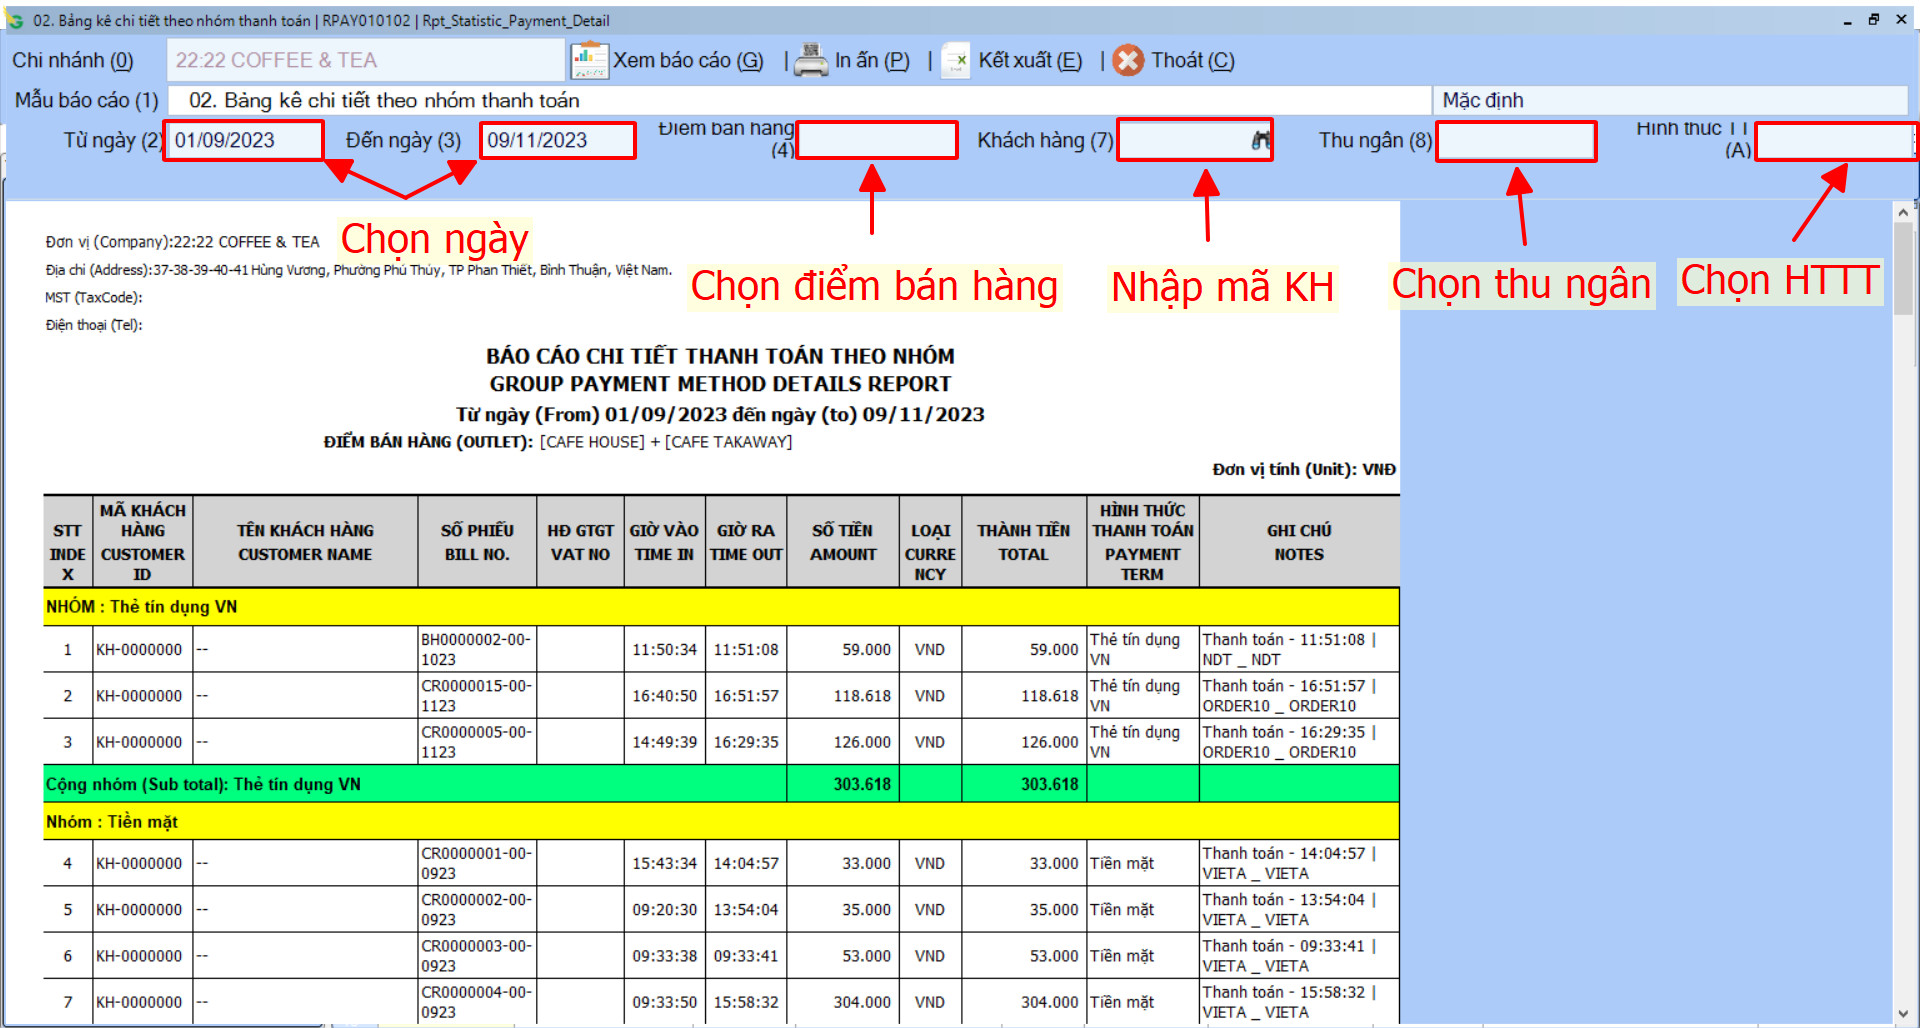 02. Bảng kê chi tiết theo nhóm thanh toán | RPAY010102 | Rpt_Statistic_Payment_Detail
Chi nhánh (0) 22:22 COFFEE & TEA Xem báo cáo (G) | In ấn (P) | Kết xuất (E) | Thoát (C)
Mẫu báo cáo (1) 02. Bảng kê chi tiết theo nhóm thanh toán Mặc định
Từ ngày (2) 01/09/2023 Đến ngày (3) 09/11/2023 Điểm bán hàng (4) Khách hàng (7) Thu ngân (8) Hình thức TT (A)
Chọn ngày
Chọn điểm bán hàng
Nhập mã KH
Chọn thu ngân
Chọn HTTT
Đơn vị (Company):22:22 COFFEE & TEA
Địa chỉ (Address):37-38-39-40-41 Hùng Vương, Phường Phú Thủy, TP Phan Thiết, Bình Thuận, Việt Nam.
MST (TaxCode):
Điện thoại (Tel):
BÁO CÁO CHI TIẾT THANH TOÁN THEO NHÓM
GROUP PAYMENT METHOD DETAILS REPORT
Từ ngày (From) 01/09/2023 đến ngày (to) 09/11/2023
ĐIỂM BÁN HÀNG (OUTLET): [CAFE HOUSE] + [CAFE TAKAWAY]
Đơn vị tính (Unit): VNĐ
STT MÃ KHÁCH HÀNG TÊN KHÁCH HÀNG SỐ PHIẾU HĐ GTGT GIỜ VÀO GIỜ RA SỐ TIỀN LOẠI THÀNH TIỀN HÌNH THỨC THANH TOÁN GHI CHÚ
INDEX CUSTOMER ID CUSTOMER NAME BILL NO. VAT NO TIME IN TIME OUT AMOUNT CURRENCY TOTAL PAYMENT TERM NOTES
NHÓM : Thẻ tín dụng VN
1 KH-0000000 -- BH0000002-00-1023 11:50:34 11:51:08 59.000 VND 59.000 Thẻ tín dụng VN Thanh toán - 11:51:08 | NDT _ NDT
2 KH-0000000 -- CR0000015-00-1123 16:40:50 16:51:57 118.618 VND 118.618 Thẻ tín dụng VN Thanh toán - 16:51:57 | ORDER10 _ ORDER10
3 KH-0000000 -- CR0000005-00-1123 14:49:39 16:29:35 126.000 VND 126.000 Thẻ tín dụng VN Thanh toán - 16:29:35 | ORDER10 _ ORDER10
Cộng nhóm (Sub total): Thẻ tín dụng VN 303.618 303.618
Nhóm : Tiền mặt
4 KH-0000000 -- CR0000001-00-0923 15:43:34 14:04:57 33.000 VND 33.000 Tiền mặt Thanh toán - 14:04:57 | VIETA _ VIETA
5 KH-0000000 -- CR0000002-00-0923 09:20:30 13:54:04 35.000 VND 35.000 Tiền mặt Thanh toán - 13:54:04 | VIETA _ VIETA
6 KH-0000000 -- CR0000003-00-0923 09:33:38 09:33:41 53.000 VND 53.000 Tiền mặt Thanh toán - 09:33:41 | VIETA _ VIETA
7 KH-0000000 -- CR0000004-00-0923 09:33:50 15:58:32 304.000 VND 304.000 Tiền mặt Thanh toán - 15:58:32 | VIETA _ VIETA